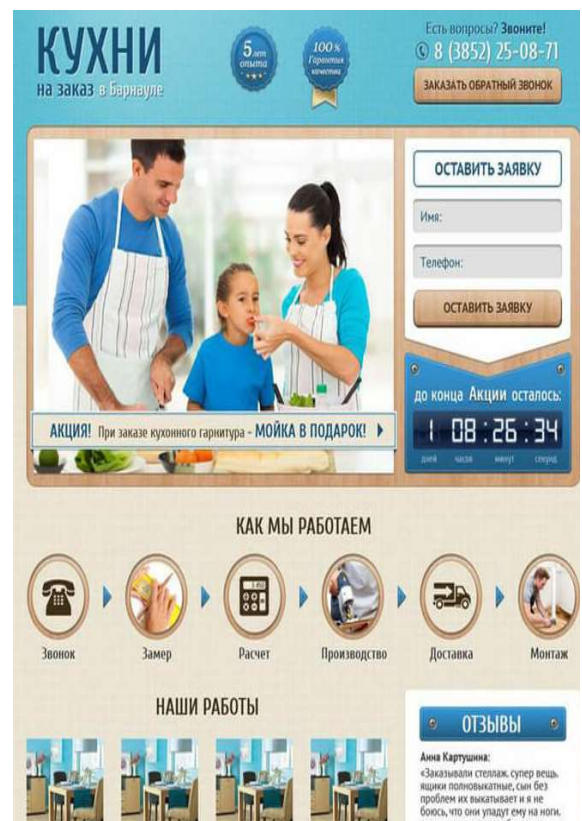 КУХНИ
на заказ в Барнауле
5 лет
опыта
100%
Гарантия
качества
Есть вопросы? Звоните!
8 (3852) 25-08-71
ЗАКАЗАТЬ ОБРАТНЫЙ ЗВОНОК
ОСТАВИТЬ ЗАЯВКУ
Имя:
Телефон:
ОСТАВИТЬ ЗАЯВКУ
до конца Акции осталось:
1 08 : 26 : 34
дней часов минут секунд
АКЦИЯ! При заказе кухонного гарнитура - МОЙКА В ПОДАРОК!
КАК МЫ РАБОТАЕМ
Звонок Замер Расчет Производство Доставка Монтаж
НАШИ РАБОТЫ
ОТЗЫВЫ
Анна Картушина:
«Заказывали стеллаж, супер вещь,
ящики полновыкатные, сын без
проблем их выкатывает и я не
боюсь, что они упадут ему на ноги.